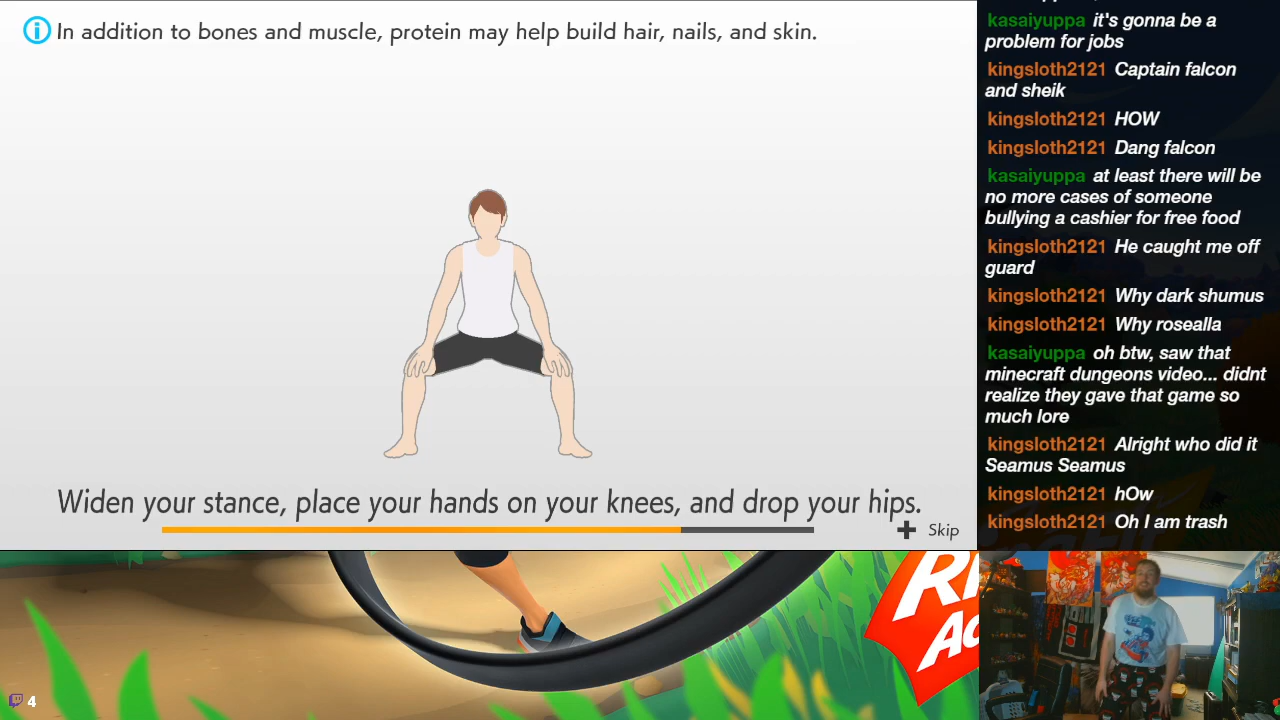 In addition to bones and muscle, protein may help build hair, nails, and skin.
Widen your stance, place your hands on your knees, and drop your hips.
Skip
kasaiyuppa it's gonna be a
problem for jobs
kingsloth2121 Captain falcon
and sheik
kingsloth2121 HOW
kingsloth2121 Dang falcon
kasaiyuppa at least there will be
no more cases of someone
bullying a cashier for free food
kingsloth2121 He caught me off
guard
kingsloth2121 Why dark shumus
kingsloth2121 Why rosealla
kasaiyuppa oh btw, saw that
minecraft dungeons video... didnt
realize they gave that game so
much lore
kingsloth2121 Alright who did it
Seamus Seamus
kingsloth2121 hOw
kingsloth2121 Oh I am trash
4